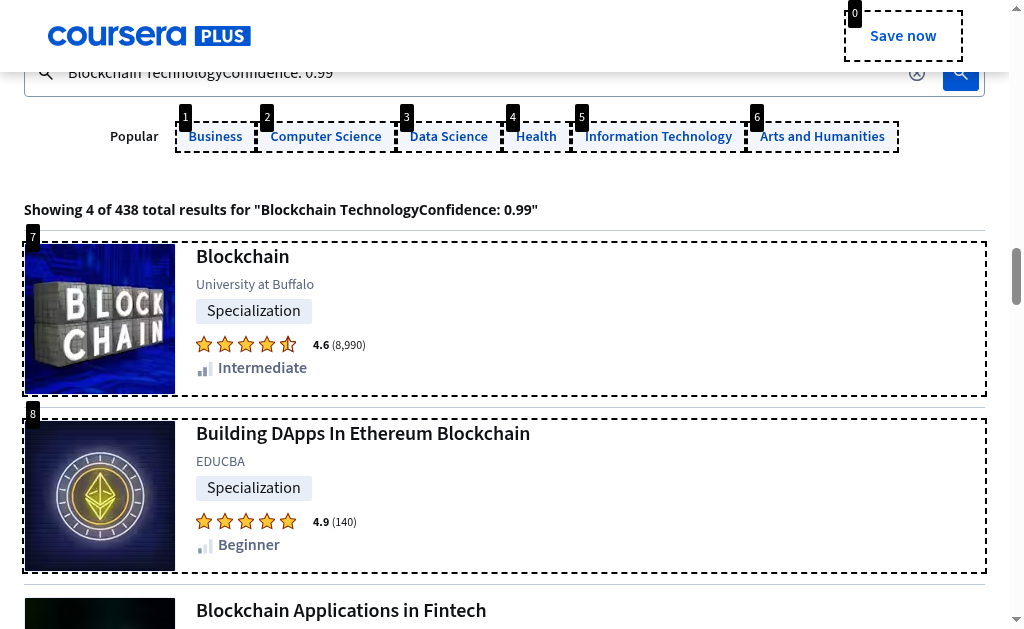 coursera PLUS
0
Save now
Blockchain TechnologyConfidence: 0.99
Popular
1
Business
2
Computer Science
3
Data Science
4
Health
5
Information Technology
6
Arts and Humanities
Showing 4 of 438 total results for "Blockchain TechnologyConfidence: 0.99"
7
BLOCK
CHAIN
Blockchain
University at Buffalo
Specialization
4.6 (8,990)
Intermediate
8
Building DApps In Ethereum Blockchain
EDUCBA
Specialization
4.9 (140)
Beginner
Blockchain Applications in Fintech